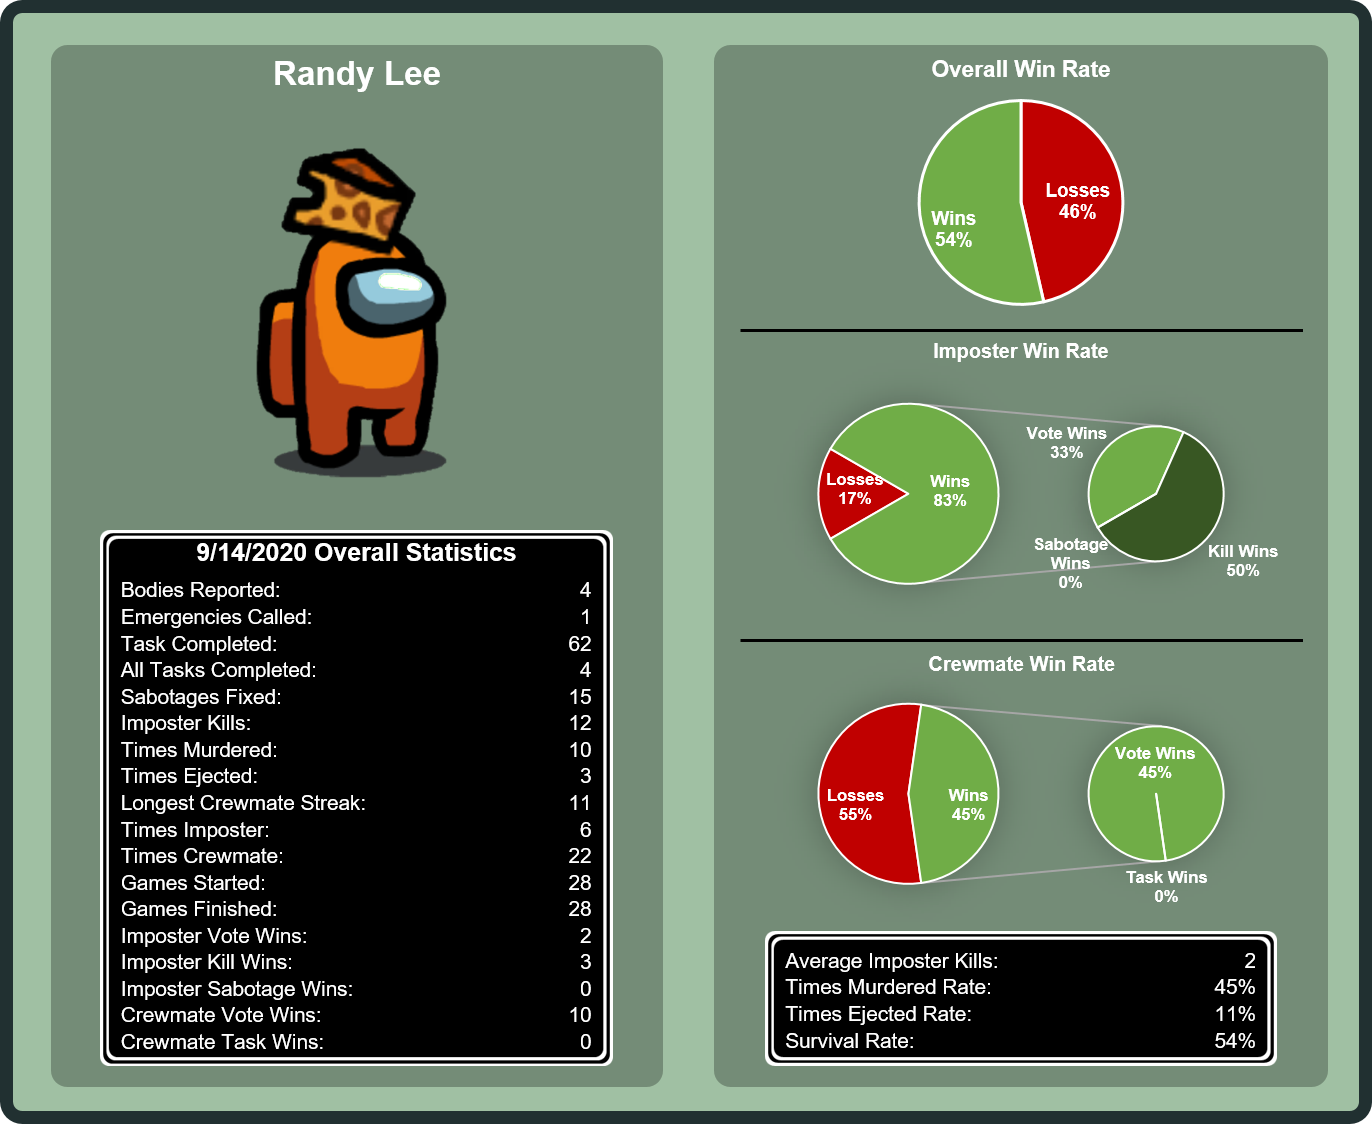 Randy Lee
9/14/2020 Overall Statistics
Bodies Reported: 4
Emergencies Called: 1
Task Completed: 62
All Tasks Completed: 4
Sabotages Fixed: 15
Imposter Kills: 12
Times Murdered: 10
Times Ejected: 3
Longest Crewmate Streak: 11
Times Imposter: 6
Times Crewmate: 22
Games Started: 28
Games Finished: 28
Imposter Vote Wins: 2
Imposter Kill Wins: 3
Imposter Sabotage Wins: 0
Crewmate Vote Wins: 10
Crewmate Task Wins: 0
Overall Win Rate
Wins
54%
Losses
46%
Imposter Win Rate
Losses
17%
Wins
83%
Vote Wins
33%
Sabotage
Wins
0%
Kill Wins
50%
Crewmate Win Rate
Losses
55%
Wins
45%
Vote Wins
45%
Task Wins
0%
Average Imposter Kills: 2
Times Murdered Rate: 45%
Times Ejected Rate: 11%
Survival Rate: 54%